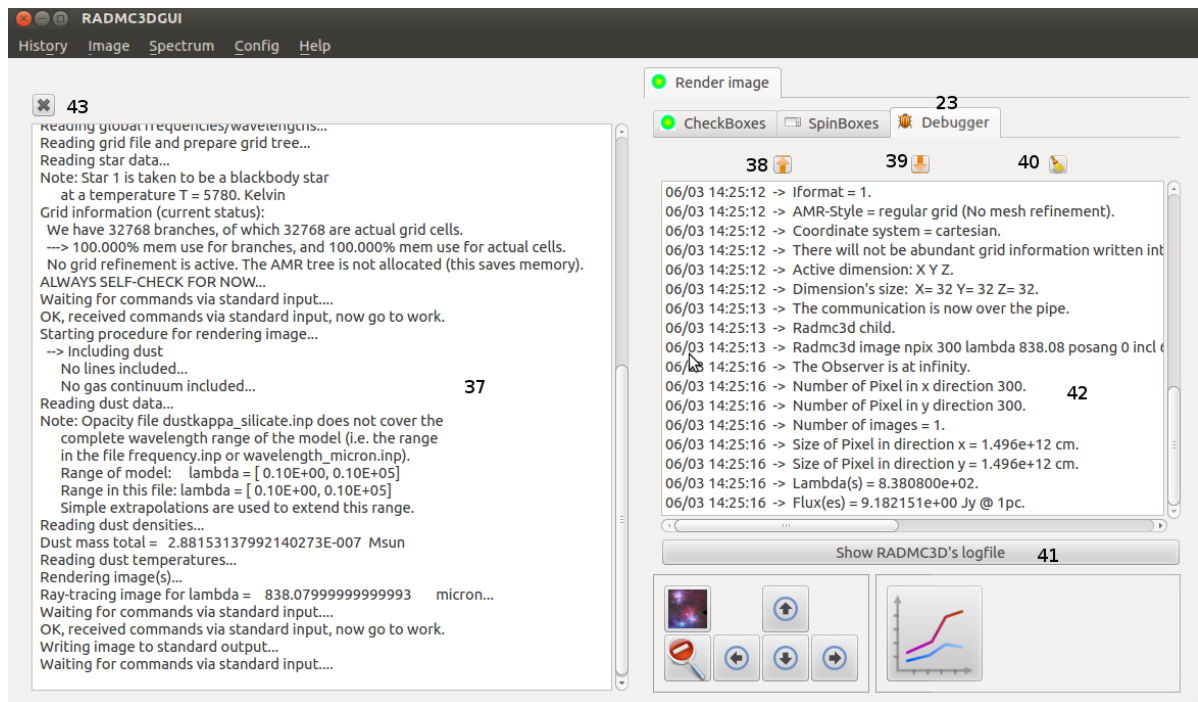 RADMC3DGUI
History Image Spectrum Config Help
43
Reading global frequencies/wavelengths...
Reading grid file and prepare grid tree...
Reading star data...
Note: Star 1 is taken to be a blackbody star
at a temperature T = 5780. Kelvin
Grid information (current status):
We have 32768 branches, of which 32768 are actual grid cells.
---> 100.000% mem use for branches, and 100.000% mem use for actual cells.
No grid refinement is active. The AMR tree is not allocated (this saves memory).
ALWAYS SELF-CHECK FOR NOW...
Waiting for commands via standard input....
OK, received commands via standard input, now go to work.
Starting procedure for rendering image...
--> Including dust
No lines included...
No gas continuum included...
37
Reading dust data...
Note: Opacity file dustkappa_silicate.inp does not cover the
complete wavelength range of the model (i.e. the range
in the file frequency.inp or wavelength_micron.inp).
Range of model: lambda = [ 0.10E+00, 0.10E+05]
Range in this file: lambda = [ 0.10E+00, 0.10E+05]
Simple extrapolations are used to extend this range.
Reading dust densities...
Dust mass total = 2.88153137992140273E-007 Msun
Reading dust temperatures...
Rendering image(s)...
Ray-tracing image for lambda = 838.07999999999993 micron...
Waiting for commands via standard input....
OK, received commands via standard input, now go to work.
Writing image to standard output...
Waiting for commands via standard input....
Render image
23
CheckBoxes SpinBoxes Debugger
38 39 40
06/03 14:25:12 -> Iformat = 1.
06/03 14:25:12 -> AMR-Style = regular grid (No mesh refinement).
06/03 14:25:12 -> Coordinate system = cartesian.
06/03 14:25:12 -> There will not be abundant grid information written int
06/03 14:25:12 -> Active dimension: X Y Z.
06/03 14:25:12 -> Dimension's size: X= 32 Y= 32 Z= 32.
06/03 14:25:13 -> The communication is now over the pipe.
06/03 14:25:13 -> Radmc3d child.
06/03 14:25:13 -> Radmc3d image npix 300 lambda 838.08 posang 0 incl
06/03 14:25:16 -> The Observer is at infinity.
06/03 14:25:16 -> Number of Pixel in x direction 300.
42
06/03 14:25:16 -> Number of Pixel in y direction 300.
06/03 14:25:16 -> Number of images = 1.
06/03 14:25:16 -> Size of Pixel in direction x = 1.496e+12 cm.
06/03 14:25:16 -> Size of Pixel in direction y = 1.496e+12 cm.
06/03 14:25:16 -> Lambda(s) = 8.380800e+02.
06/03 14:25:16 -> Flux(es) = 9.182151e+00 Jy @ 1pc.
Show RADMC3D's logfile 41